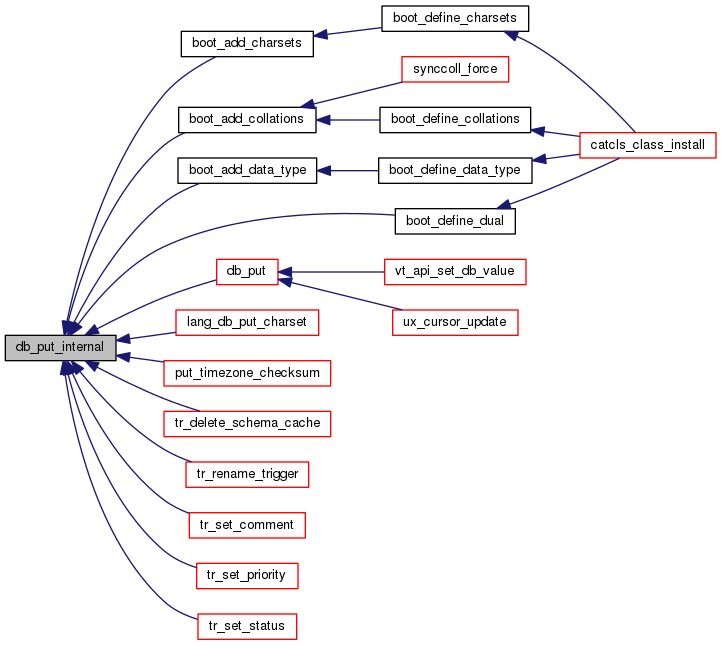 boot_define_charsets
boot_add_charsets
synccoll_force
boot_add_collations
boot_define_collations
catcls_class_install
boot_add_data_type
boot_define_data_type
boot_define_dual
db_put
vt_api_set_db_value
lang_db_put_charset
ux_cursor_update
db_put_internal
put_timezone_checksum
tr_delete_schema_cache
tr_rename_trigger
tr_set_comment
tr_set_priority
tr_set_status